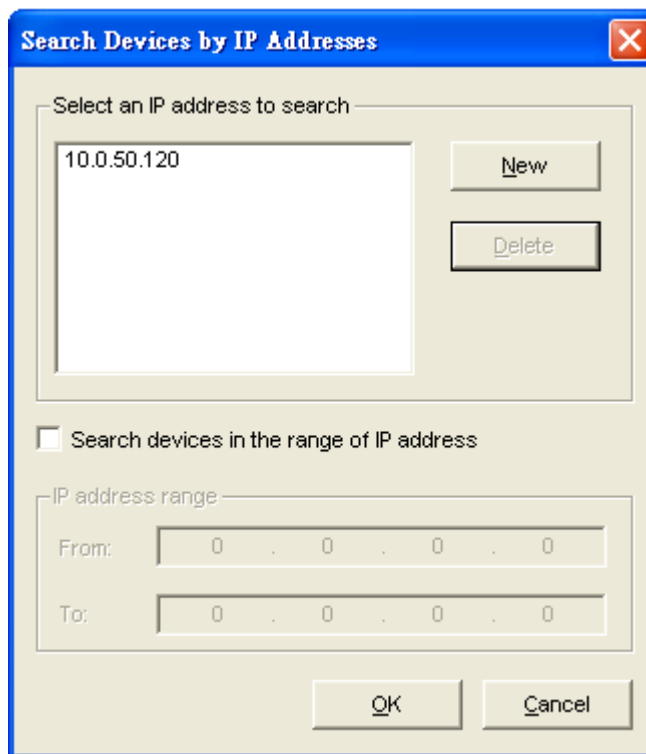 Search Devices by IP Addresses
Select an IP address to search
10.0.50.120
New
Delete
Search devices in the range of IP address
IP address range
From: 0 . 0 . 0 . 0
To: 0 . 0 . 0 . 0
OK Cancel